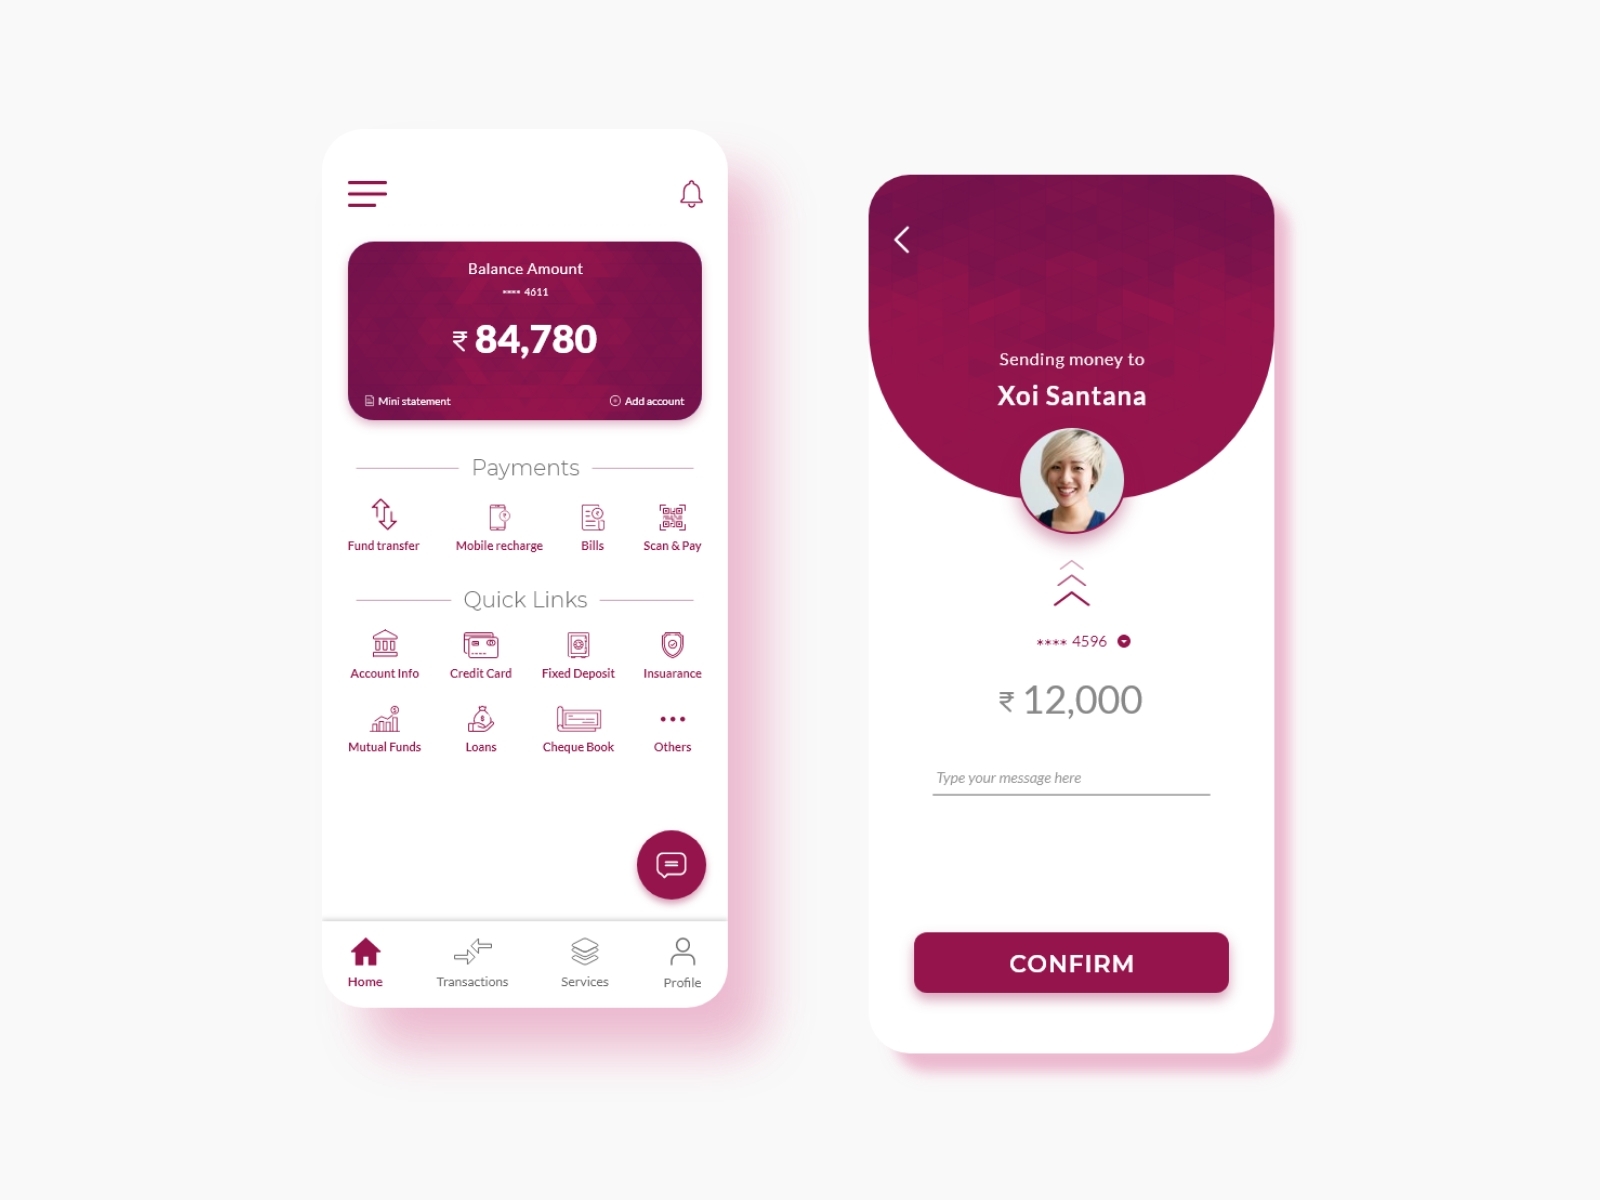 Balance Amount
**** 4611
₹ 84,780
Mini statement
Add account
Payments
Fund transfer
Mobile recharge
Bills
Scan & Pay
Quick Links
Account Info
Credit Card
Fixed Deposit
Insuarance
Mutual Funds
Loans
Cheque Book
Others
Home
Transactions
Services
Profile
Sending money to
Xoi Santana
**** 4596
₹ 12,000
Type your message here
CONFIRM